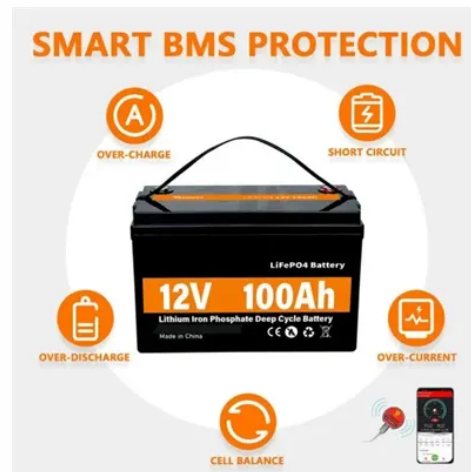 SMART BMS PROTECTION
OVER-CHARGE
SHORT CIRCUIT
LiFePO4 Battery
12V 100Ah
Lithium Iron Phosphate Deep Cycle Battery
Made in China
OVER-DISCHARGE
OVER-CURRENT
CELL BALANCE